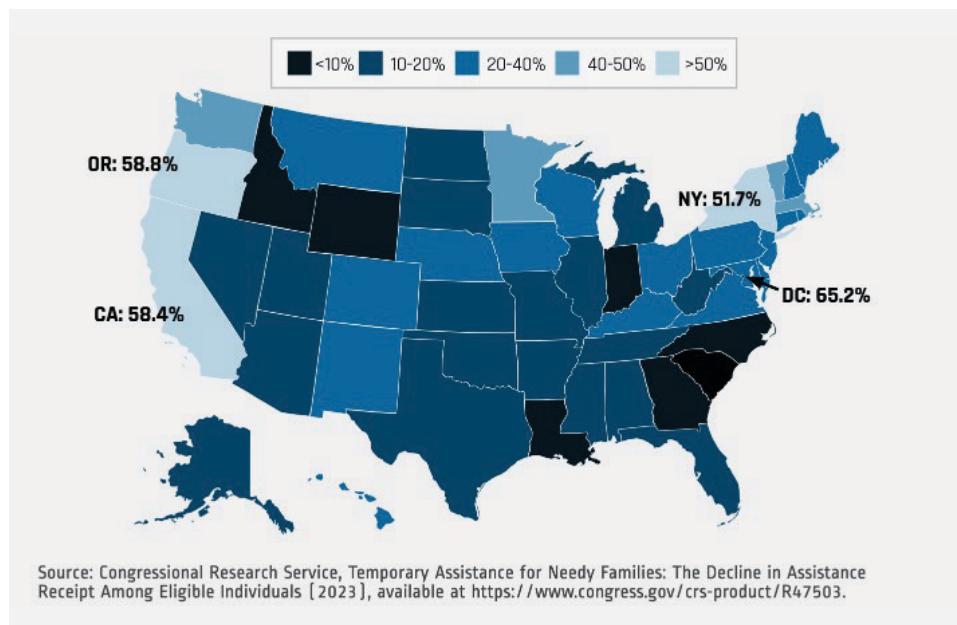 <10% 10-20% 20-40% 40-50% >50%
OR: 58.8%
NY: 51.7%
CA: 58.4%
DC: 65.2%
Source: Congressional Research Service, Temporary Assistance for Needy Families: The Decline in Assistance
Receipt Among Eligible Individuals [2023], available at https://www.congress.gov/crs-product/R47503.